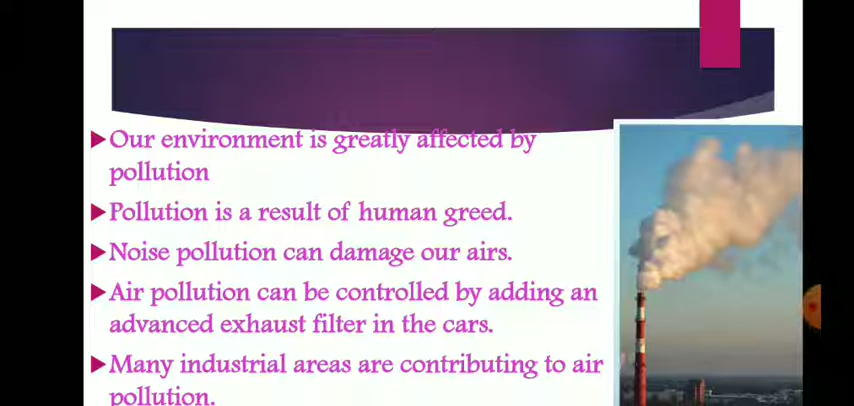 Our environment is greatly affected by
pollution
Pollution is a result of human greed.
Noise pollution can damage our airs.
Air pollution can be controlled by adding an
advanced exhaust filter in the cars.
Many industrial areas are contributing to air
pollution.